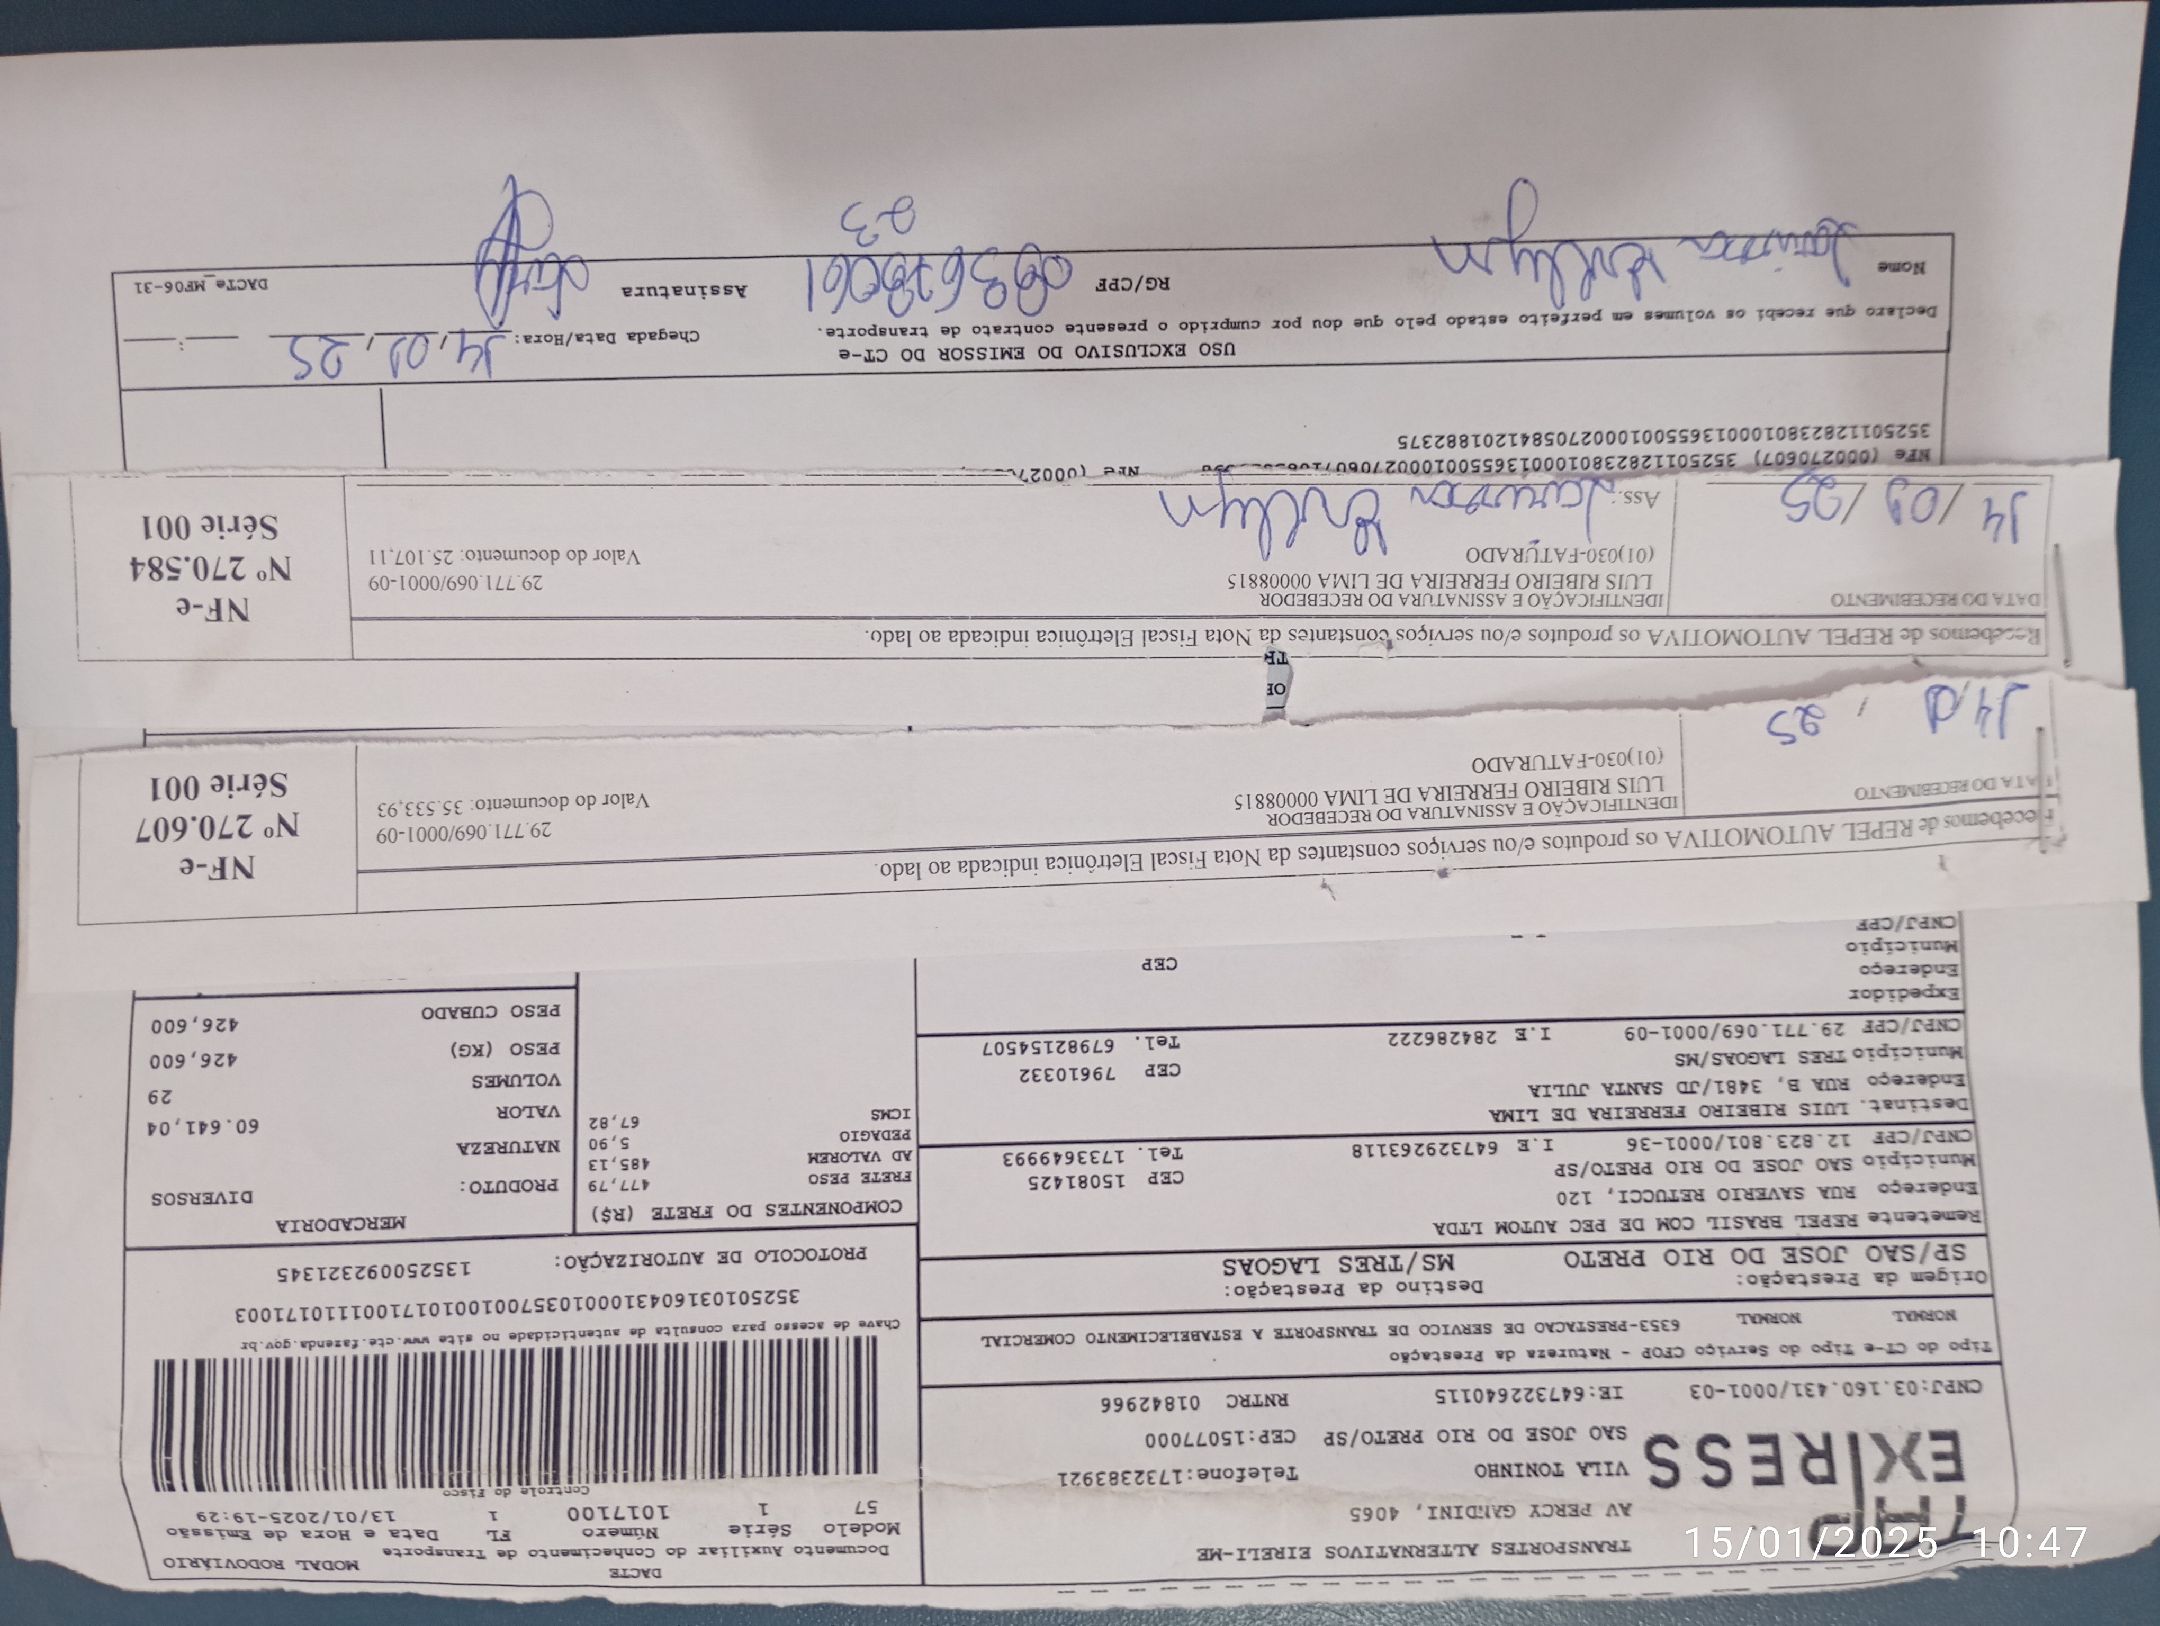 TAP
EXPRESS
TRANSPORTES ALTERNATIVOS EIRELI-ME
AV PERCY GANDINI, 4065
VILA TONINHO Telefone:1732383921
SAO JOSE DO RIO PRETO/SP CEP:15077000
CNPJ:03.160.431/0001-03 IE:647322640115 RNTRC 01842966
Tipo do CT-e Tipo do Serviço CFOP - Natureza da Prestação
NORMAL NORMAL 6353-PRESTACAO DE SERVICO DE TRANSPORTE A ESTABELECIMENTO COMERCIAL
Origem da Prestação: Destino da Prestação:
SP/SAO JOSE DO RIO PRETO MS/TRES LAGOAS
DACTE
Documento Auxiliar do Conhecimento de Transporte MODAL RODOVIÁRIO
Modelo Série Número FL Data e Hora de Emissão
57 1 1017100 1 13/01/2025-19:29
Controle do Fisco
Chave de acesso para consulta de autenticidade no site www.cte.fazenda.gov.br
35250103160431000103570010010171001111017003
PROTOCOLO DE AUTORIZAÇÃO: 135250092321345
Remetente REPEL BRASIL COM DE PEC AUTOM LTDA
Endereço RUA SAVERIO RETUCCI, 120
Município SAO JOSE DO RIO PRETO/SP CEP 15081425
CNPJ/CPF 12.823.801/0001-36 I.E 647329263118 Tel. 1733649993
Destinat. LUIS RIBEIRO FERREIRA DE LIMA
Endereço RUA B, 3481/JD SANTA JULIA
Município TRES LAGOAS/MS CEP 79610332
CNPJ/CPF 29.771.069/0001-09 I.E 284286222 Tel. 67982154507
Expedidor
Endereço
Município CEP
CNPJ/CPF
COMPONENTES DO FRETE (R$)
FRETE PESO 477,79
AD VALOREM 485,13
PEDAGIO 5,90
ICMS 67,82
MERCADORIA
PRODUTO: DIVERSOS
NATUREZA
VALOR 60.641,04
VOLUMES 29
PESO (KG) 426,600
PESO CUBADO 426,600
Recebemos de REPEL AUTOMOTIVA os produtos e/ou serviços constantes da Nota Fiscal Eletrônica indicada ao lado.
DATA DO RECEBIMENTO
14 25
IDENTIFICAÇÃO E ASSINATURA DO RECEBEDOR
LUIS RIBEIRO FERREIRA DE LIMA 00008815
(01)030-FATURADO
29.771.069/0001-09
Valor do documento: 35.533,93
NF-e
Nº 270.607
Série 001
TR
OF
Recebemos de REPEL AUTOMOTIVA os produtos e/ou serviços constantes da Nota Fiscal Eletrônica indicada ao lado.
DATA DO RECEBIMENTO
14/01/25
IDENTIFICAÇÃO E ASSINATURA DO RECEBEDOR
LUIS RIBEIRO FERREIRA DE LIMA 00008815
(01)030-FATURADO
Ass:
29.771.069/0001-09
Valor do documento: 25.107,11
NF-e
Nº 270.584
Série 001
NFe (000270607)
35250112823801000136550010002705841201882375
USO EXCLUSIVO DO EMISSOR DO CT-e
Declaro que recebi os volumes em perfeito estado pelo que dou por cumprido o presente contrato de transporte.
Chegada Data/Hora: 14/01/25 :
Nome RG/CPF Assinatura
23
DACTe_MF06-31
15/01/2025 10:47